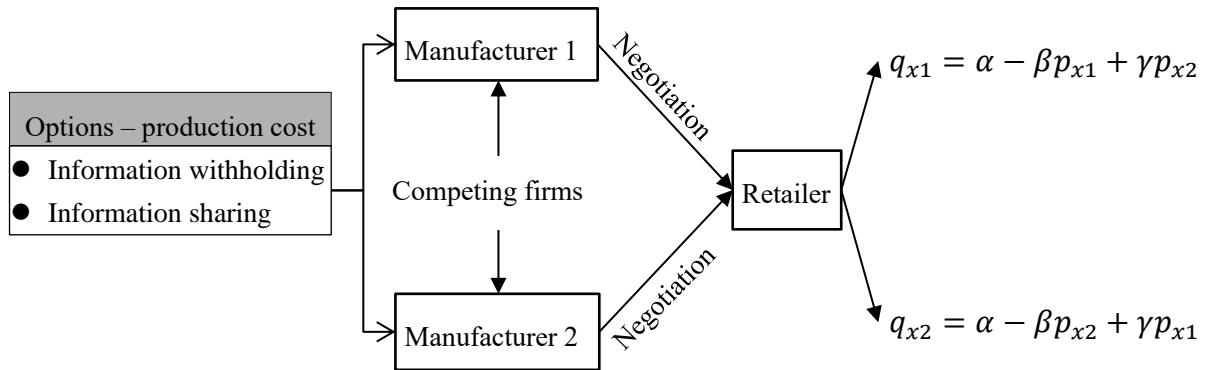 Manufacturer 1
Negotiation
q_{x1} = α − βp_{x1} + γp_{x2}
Options – production cost
● Information withholding
● Information sharing
Competing firms
Retailer
Manufacturer 2
Negotiation
q_{x2} = α − βp_{x2} + γp_{x1}